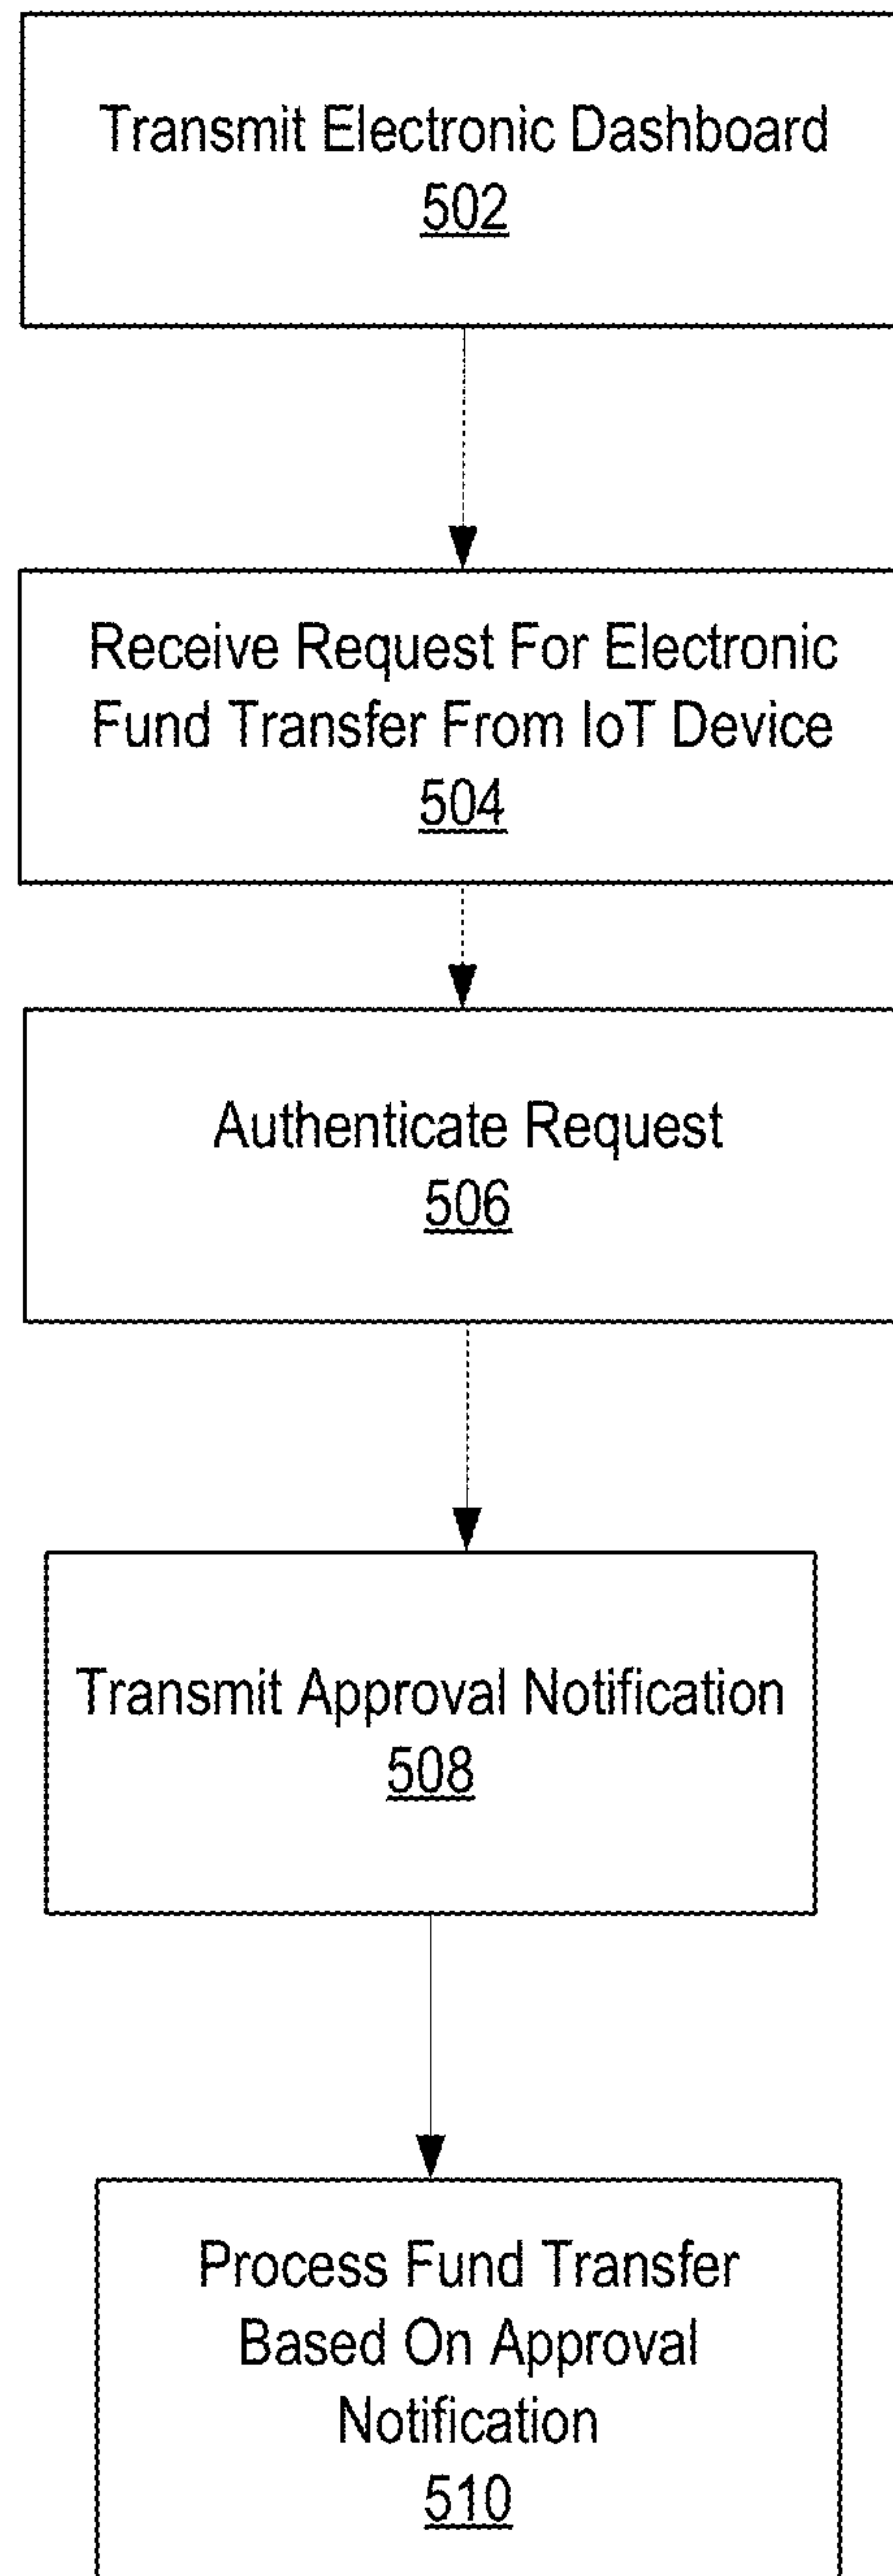 Transmit Electronic Dashboard
502
Receive Request For Electronic
Fund Transfer From IoT Device
504
Authenticate Request
506
Transmit Approval Notification
508
Process Fund Transfer
Based On Approval
Notification
510